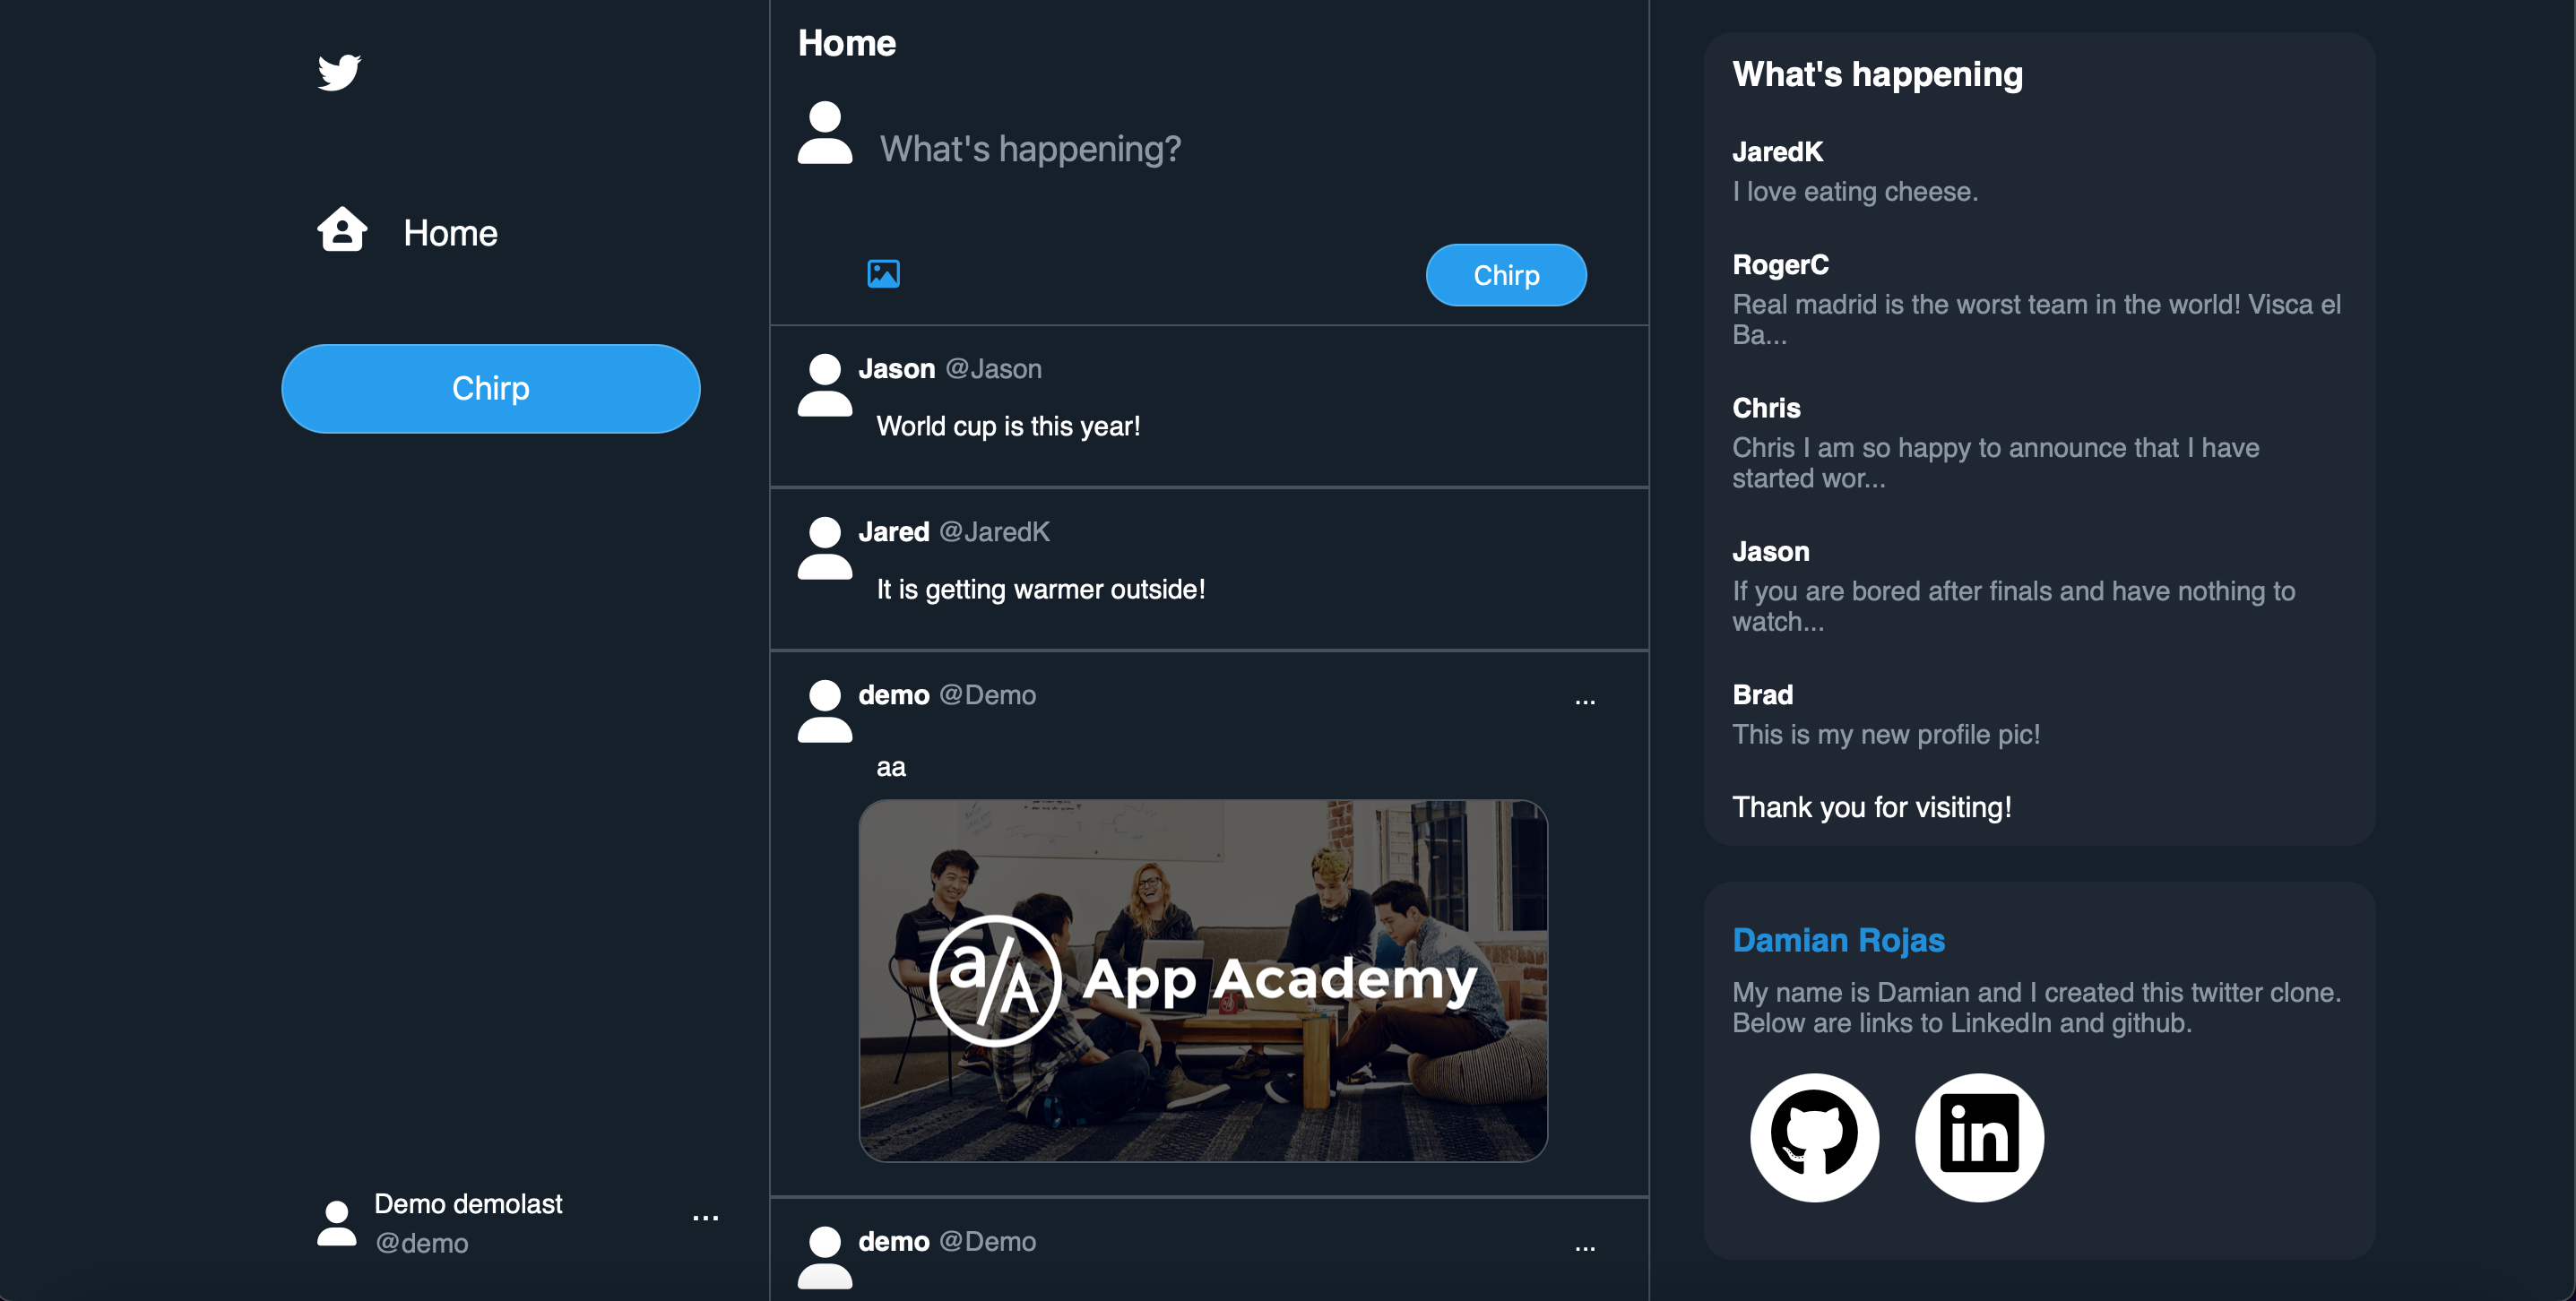 Home
Chirp
Demo demolast
@demo
...
Home
What's happening?
Chirp
Jason @Jason
World cup is this year!
Jared @JaredK
It is getting warmer outside!
demo @Demo
...
aa
a/A App Academy
demo @Demo
...
What's happening
JaredK
I love eating cheese.
RogerC
Real madrid is the worst team in the world! Visca el
Ba...
Chris
Chris I am so happy to announce that I have
started wor...
Jason
If you are bored after finals and have nothing to
watch...
Brad
This is my new profile pic!
Thank you for visiting!
Damian Rojas
My name is Damian and I created this twitter clone.
Below are links to LinkedIn and github.
in